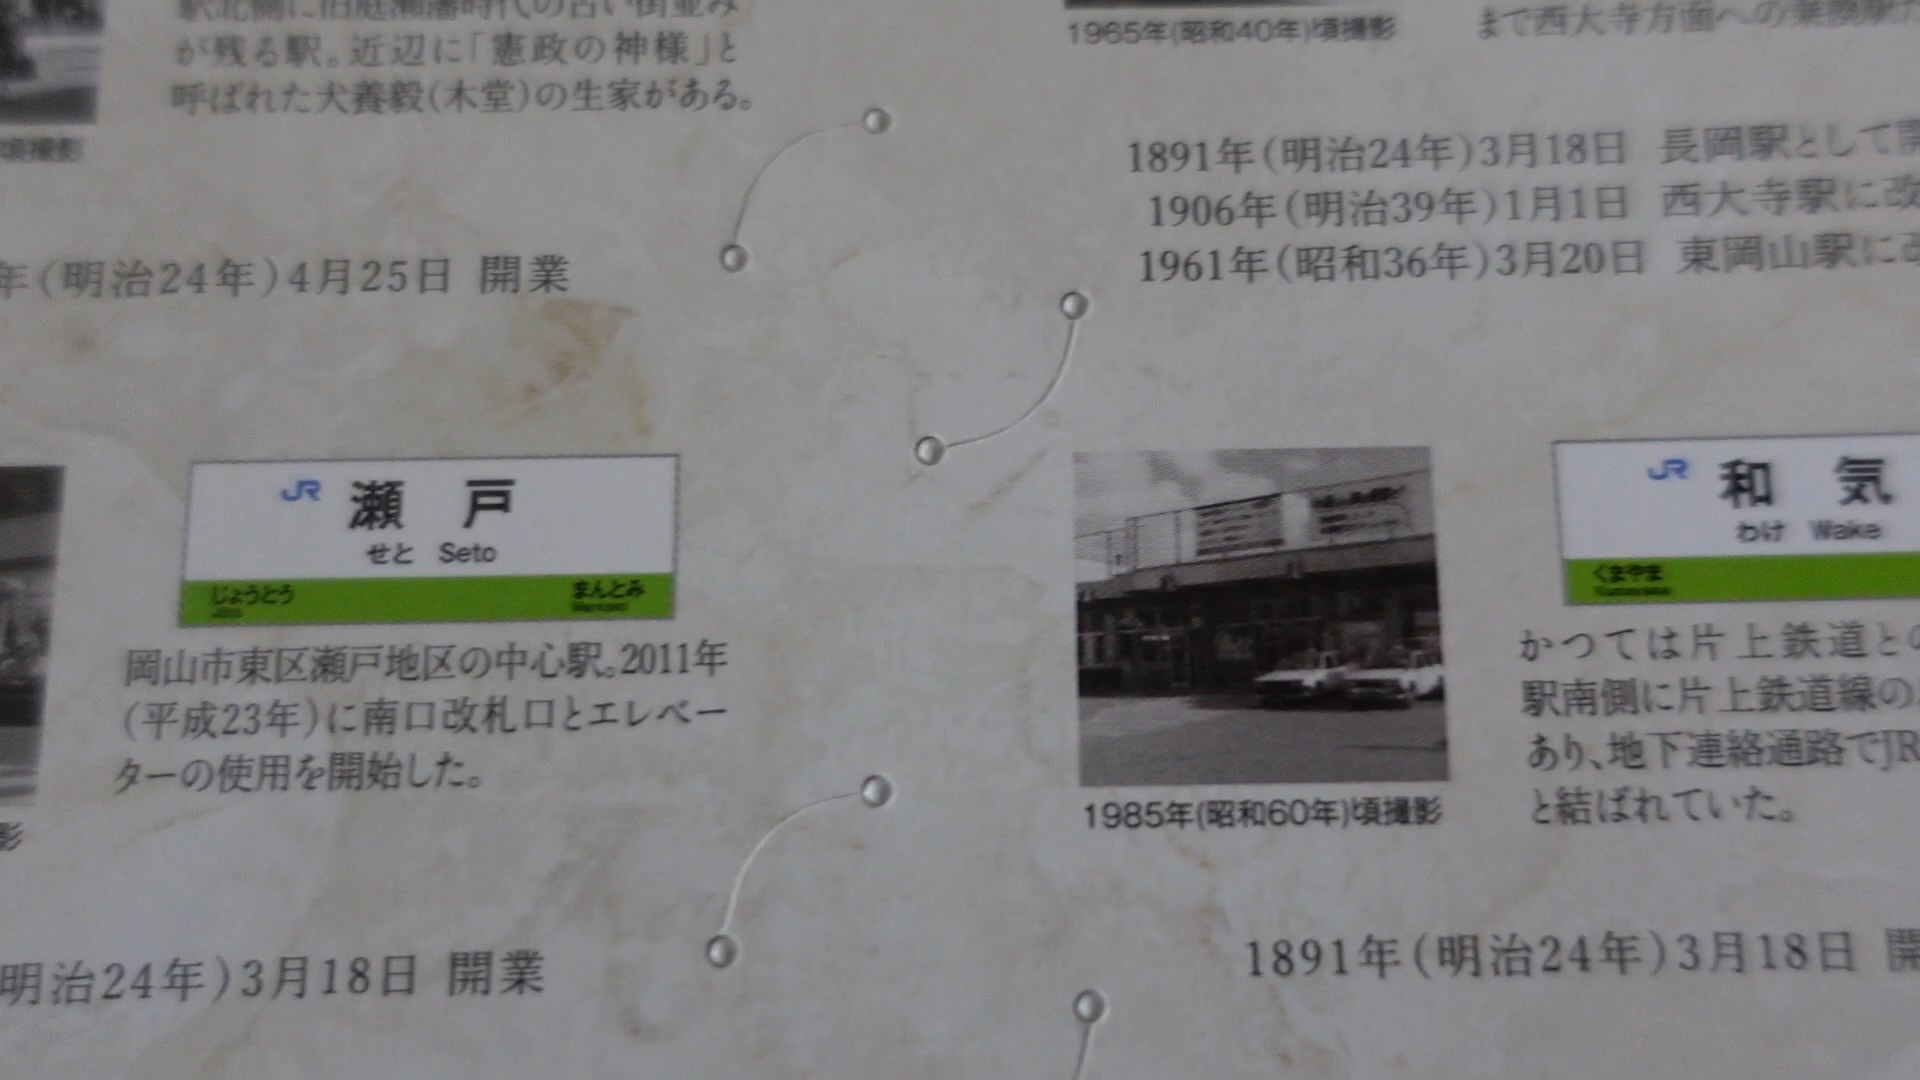 駅北側に旧庭瀬藩時代の古い街並み
が残る駅。近辺に「憲政の神様」と
呼ばれた犬養毅(木堂)の生家がある。
頃撮影
年(明治24年)4月25日 開業
1965年(昭和40年)頃撮影
まで西大寺方面への乗換駅
1891年(明治24年)3月18日 長岡駅として開
1906年(明治39年)1月1日 西大寺駅に改
1961年(昭和36年)3月20日 東岡山駅に改
JR 瀬戸
せと Seto
じょうとう まんとみ
Jōtō Mantomi
岡山市東区瀬戸地区の中心駅。2011年
(平成23年)に南口改札口とエレベー
ターの使用を開始した。
影
明治24年)3月18日 開業
1985年(昭和60年)頃撮影
JR 和気
わけ Wake
くまやま
Kumayama
かつては片上鉄道との
駅南側に片上鉄道線の
あり、地下連絡通路でJR
と結ばれていた。
1891年(明治24年)3月18日 開